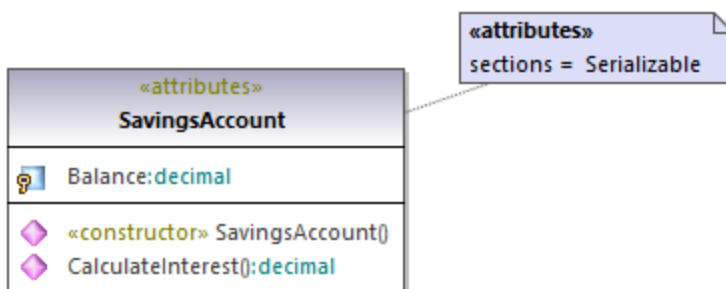 «attributes»
sections = Serializable
«attributes»
SavingsAccount
Balance:decimal
«constructor» SavingsAccount()
CalculateInterest():decimal